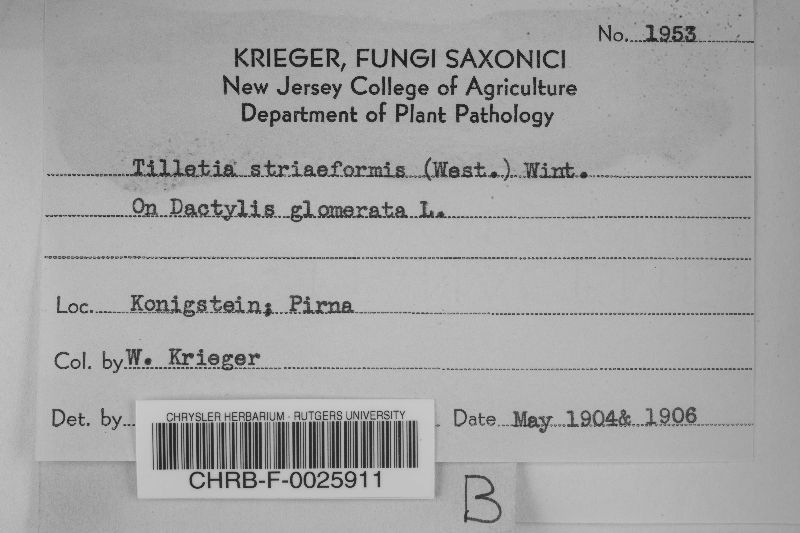 No. 1953
KRIEGER, FUNGI SAXONICI
New Jersey College of Agriculture
Department of Plant Pathology
Tilletia striaeformis (West.) Wint.
On Dactylis glomerata L.
Loc. Konigstein; Pirna
Col. by W. Krieger
Det. by
Date May 1904& 1906
CHRYSLER HERBARIUM - RUTGERS UNIVERSITY
CHRB-F-0025911
B